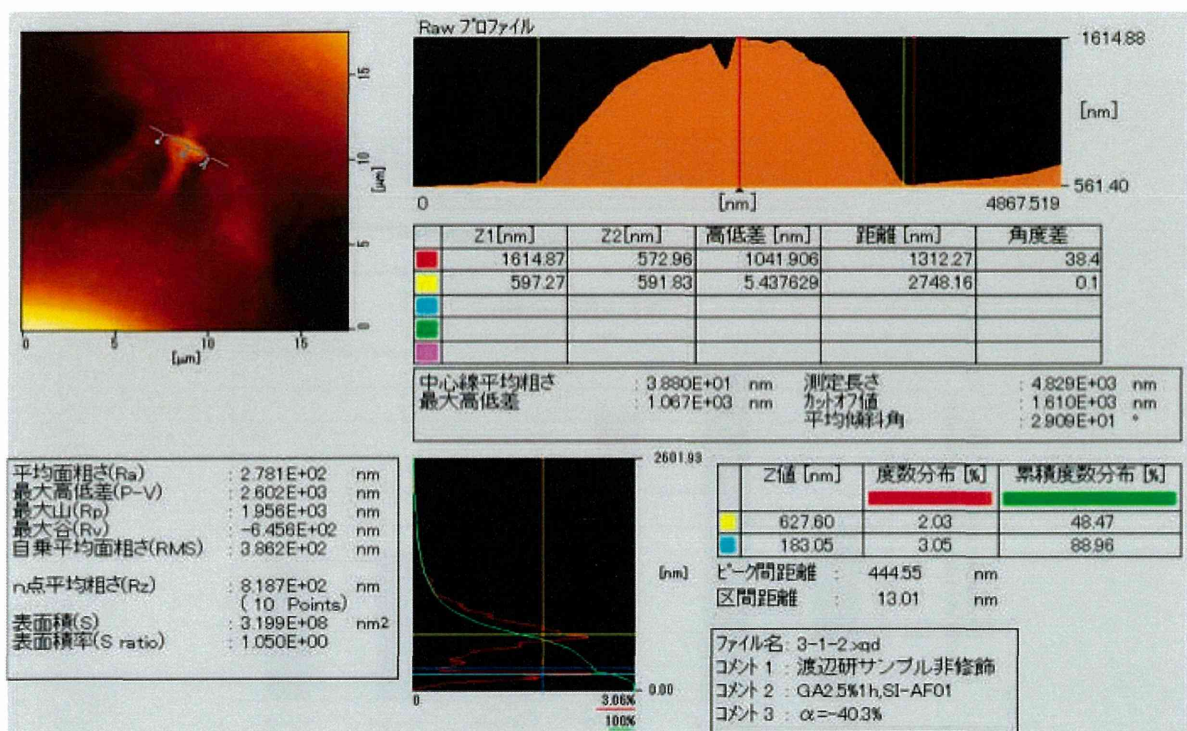 Raw プロファイル
1614.88
[nm]
561.40
0 [nm] 4867.519
15
10
5
0
[μm]
0 5 10 15
[μm]
Z1[nm] Z2[nm] 高低差 [nm] 距離 [nm] 角度差
1614.87 572.96 1041.906 1312.27 38.4
597.27 591.83 5.437629 2748.16 0.1
中心線平均粗さ : 3.880E+01 nm 測定長さ : 4.829E+03 nm
最大高低差 : 1.067E+03 nm カットオフ値 : 1.610E+03 nm
平均傾斜角 : 2.909E+01 °
平均面粗さ(Ra) : 2.781E+02 nm
最大高低差(P-V) : 2.602E+03 nm
最大山(Rp) : 1.956E+03 nm
最大谷(Rv) : -6.456E+02 nm
自乗平均面粗さ(RMS) : 3.862E+02 nm
n点平均粗さ(Rz) : 8.187E+02 nm
( 10 Points)
表面積(S) : 3.199E+08 nm2
表面積率(S ratio) : 1.050E+00
2601.93
[nm]
0.00
0 3.06%
100%
Z値 [nm] 度数分布 [%] 累積度数分布 [%]
627.60 2.03 48.47
183.05 3.05 88.96
ピーク間距離 : 444.55 nm
区間距離 : 13.01 nm
ファイル名 : 3-1-2.xqd
コメント 1 : 渡辺研サンプル非修飾
コメント 2 : GA2.5%1h,SI-AF01
コメント 3 : α=-40.3%